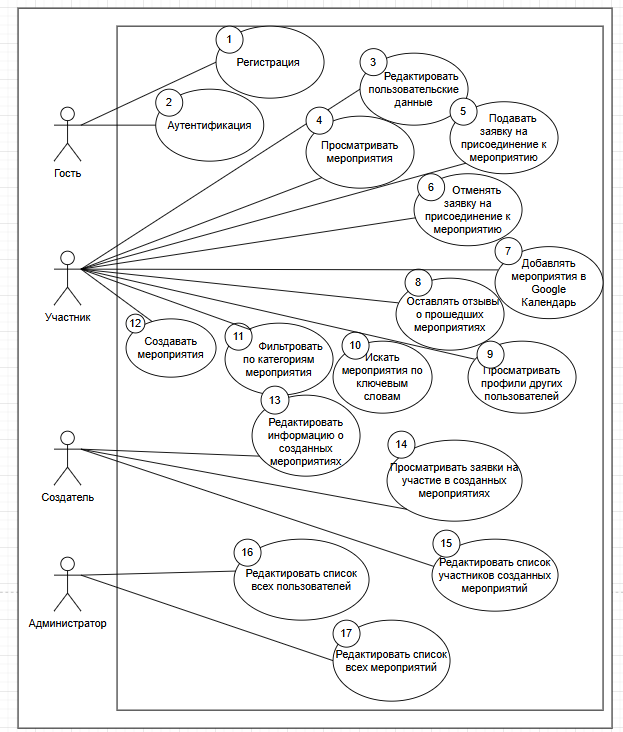 1
Регистрация
2
Аутентификация
3
Редактировать
пользовательские
данные
4
Просматривать
мероприятия
5
Подавать
заявку на
присоединение к
мероприятию
Гость
6
Отменять
заявку на
присоединение к
мероприятию
7
Добавлять
мероприятия в
Google
Календарь
8
Оставлять отзывы
о прошедших
мероприятиях
Участник
12
Создавать
мероприятия
11
Фильтровать
по категориям
мероприятия
10
Искать
мероприятия по
ключевым
словам
9
Просматривать
профили других
пользователей
13
Редактировать
информацию о
созданных
мероприятиях
14
Просматривать заявки на
участие в созданных
мероприятиях
Создатель
15
Редактировать список
участников созданных
мероприятий
16
Редактировать список
всех пользователей
Администратор
17
Редактировать список
всех мероприятий